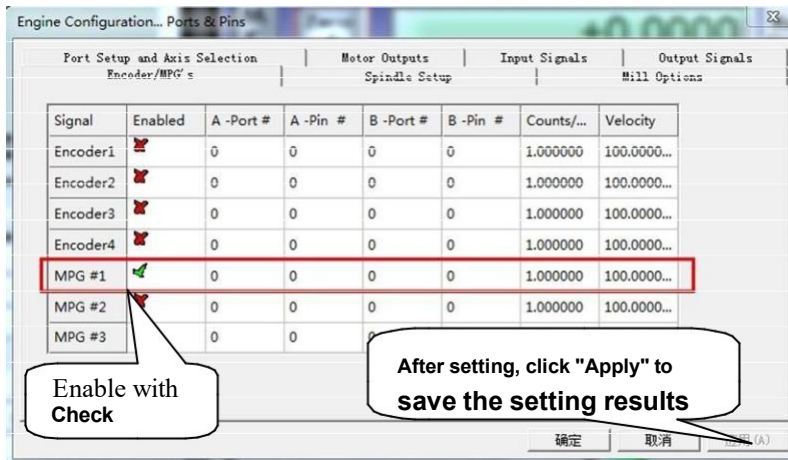 Engine Configuration... Ports & Pins
+0.0000
Port Setup and Axis Selection Motor Outputs Input Signals Output Signals
Encoder/MPG's Spindle Setup Mill Options
Signal Enabled A -Port # A -Pin # B -Port # B -Pin # Counts/... Velocity
Encoder1 0 0 0 0 1.000000 100.0000...
Encoder2 0 0 0 0 1.000000 100.0000...
Encoder3 0 0 0 0 1.000000 100.0000...
Encoder4 0 0 0 0 1.000000 100.0000...
MPG #1 0 0 0 0 1.000000 100.0000...
MPG #2 0 0 0 0 1.000000 100.0000...
MPG #3 0 0
After setting, click "Apply" to
save the setting results
Enable with
Check
确定 取消 (A)